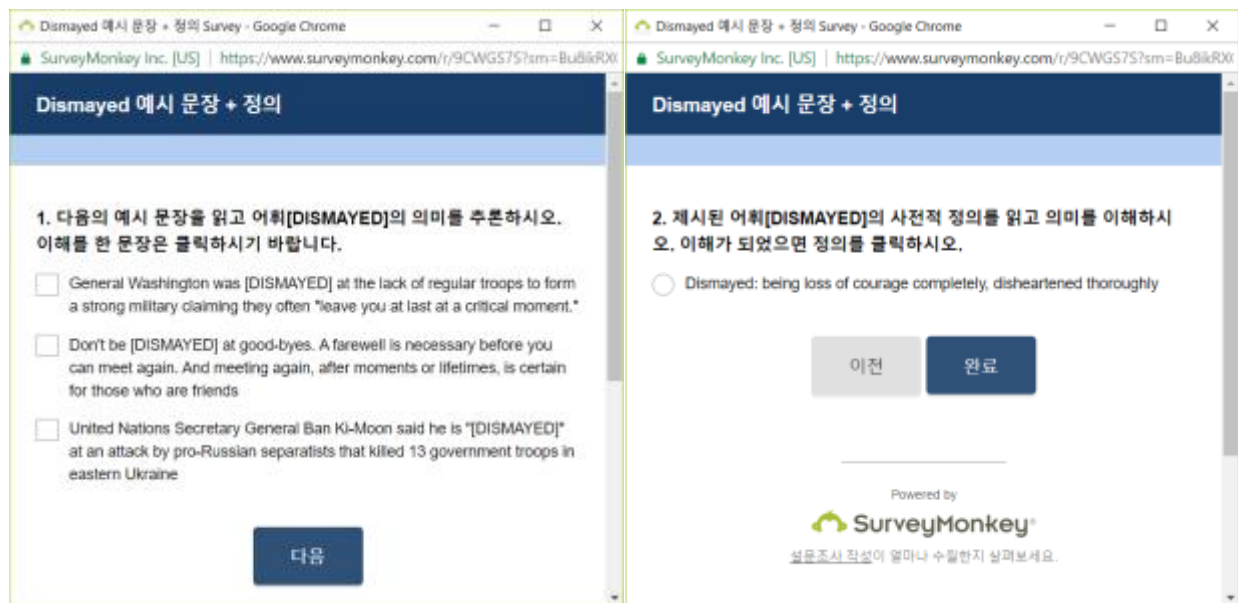 Dismayed 예시 문장 + 정의 Survey - Google Chrome
SurveyMonkey Inc. [US] | https://www.surveymonkey.com/r/9CWGS7S?sm=Bu8ikRX
Dismayed 예시 문장 + 정의
1. 다음의 예시 문장을 읽고 어휘[DISMAYED]의 의미를 추론하시오.
이해를 한 문장은 클릭하시기 바랍니다.
General Washington was [DISMAYED] at the lack of regular troops to form
a strong military claiming they often "leave you at last at a critical moment."
Don't be [DISMAYED] at good-byes. A farewell is necessary before you
can meet again. And meeting again, after moments or lifetimes, is certain
for those who are friends
United Nations Secretary General Ban Ki-Moon said he is "[DISMAYED]"
at an attack by pro-Russian separatists that killed 13 government troops in
eastern Ukraine
다음
Dismayed 예시 문장 + 정의 Survey - Google Chrome
SurveyMonkey Inc. [US] | https://www.surveymonkey.com/r/9CWGS7S?sm=Bu8ikRX
Dismayed 예시 문장 + 정의
2. 제시된 어휘[DISMAYED]의 사전적 정의를 읽고 의미를 이해하시
오. 이해가 되었으면 정의를 클릭하시오.
Dismayed: being loss of courage completely, disheartened thoroughly
이전
완료
Powered by
SurveyMonkey
설문조사 작성이 얼마나 수월한지 살펴보세요.